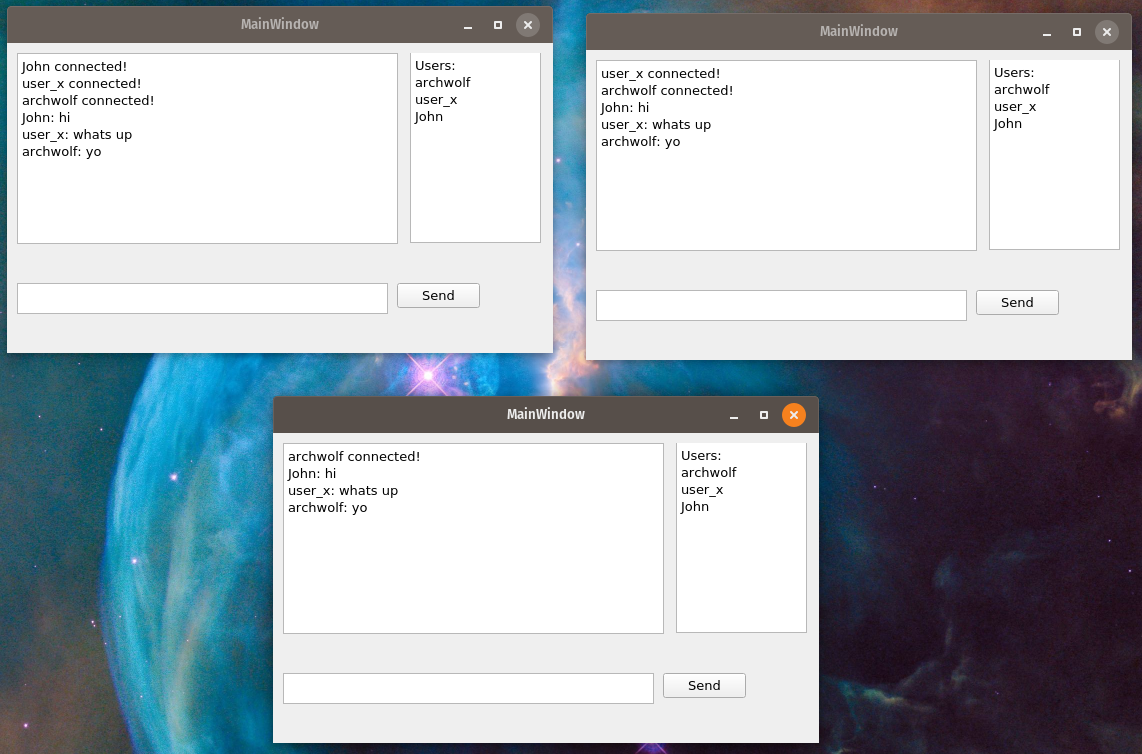 MainWindow
John connected!
user_x connected!
archwolf connected!
John: hi
user_x: whats up
archwolf: yo
Users:
archwolf
user_x
John
Send
MainWindow
user_x connected!
archwolf connected!
John: hi
user_x: whats up
archwolf: yo
Users:
archwolf
user_x
John
Send
MainWindow
archwolf connected!
John: hi
user_x: whats up
archwolf: yo
Users:
archwolf
user_x
John
Send